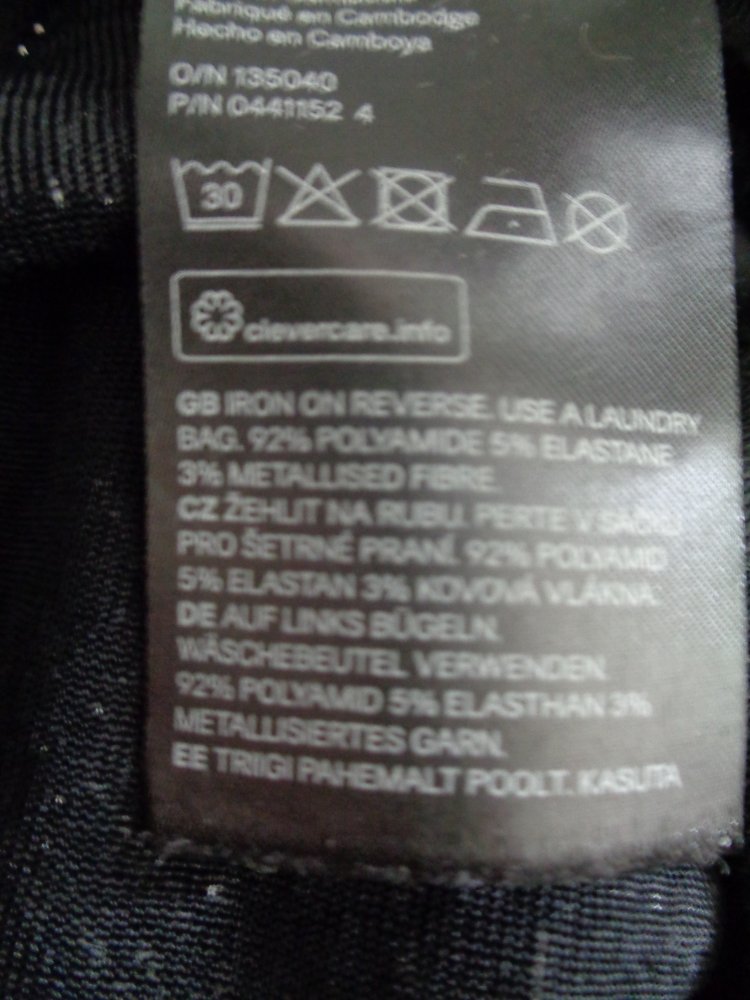 Fabriqué en Cambodge
Hecho en Camboya
O/N 135040
P/N 0441152 4
30
clevercare.info
GB IRON ON REVERSE. USE A LAUNDRY
BAG. 92% POLYAMIDE 5% ELASTANE
3% METALLISED FIBRE.
CZ ŽEHLIT NA RUBU. PERTE V SÁČKU
PRO ŠETRNÉ PRANÍ. 92% POLYAMID
5% ELASTAN 3% KOVOVÁ VLÁKNA.
DE AUF LINKS BÜGELN.
WÄSCHEBEUTEL VERWENDEN.
92% POLYAMID 5% ELASTHAN 3%
METALLISIERTES GARN.
EE TRIIGI PAHEMALT POOLT. KASUTA